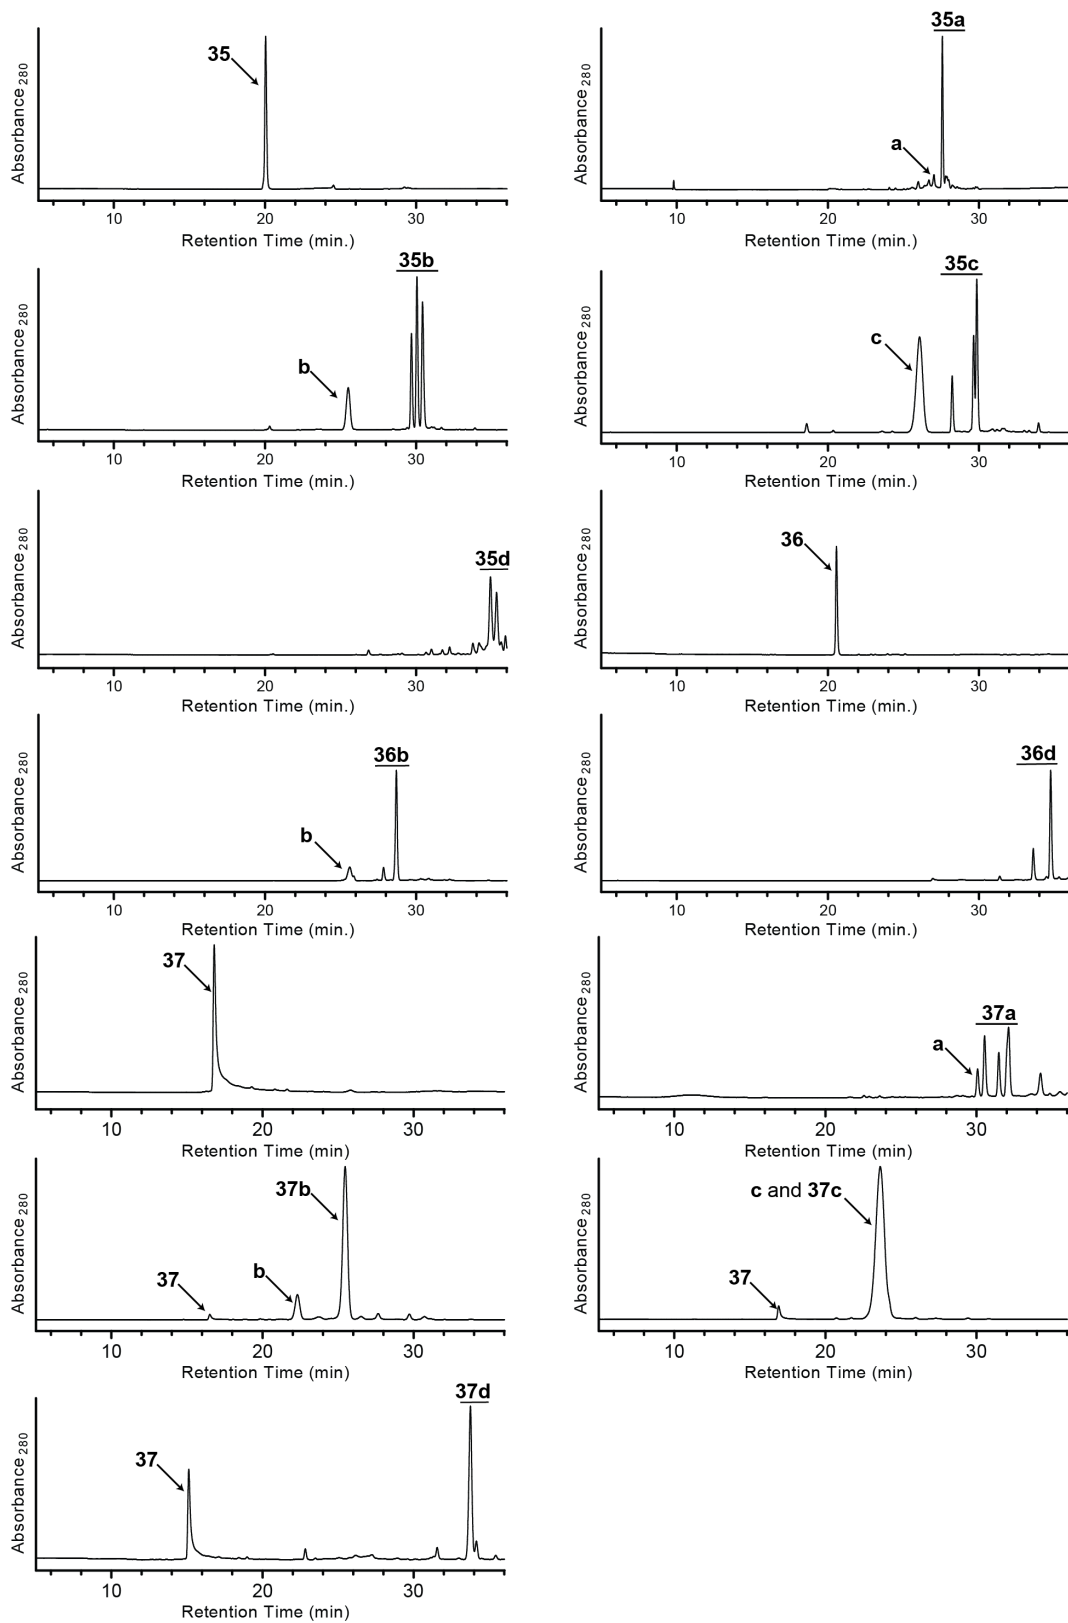 35
Absorbance 280
10 20 30
Retention Time (min.)
35a
a
Absorbance 280
10 20 30
Retention Time (min.)
35b
b
Absorbance 280
10 20 30
Retention Time (min.)
35c
c
Absorbance 280
10 20 30
Retention Time (min.)
35d
Absorbance 280
10 20 30
Retention Time (min.)
36
Absorbance 280
10 20 30
Retention Time (min.)
36b
b
Absorbance 280
10 20 30
Retention Time (min.)
36d
Absorbance 280
10 20 30
Retention Time (min.)
37
Absorbance 280
10 20 30
Retention Time (min)
37a
a
Absorbance 280
10 20 30
Retention Time (min)
37b
b
37
Absorbance 280
10 20 30
Retention Time (min)
c and 37c
37
Absorbance 280
10 20 30
Retention Time (min)
37d
37
Absorbance 280
10 20 30
Retention Time (min)